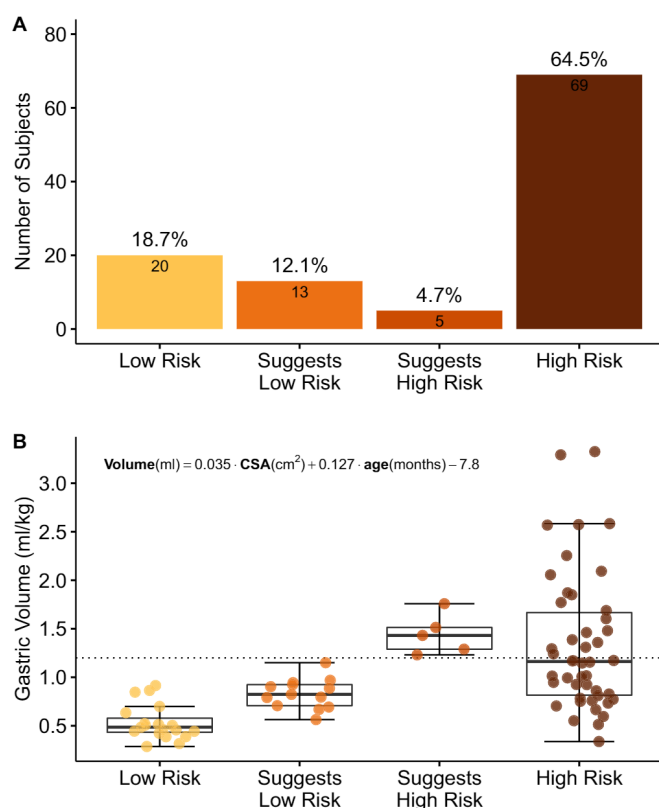 A
Number of Subjects
80
60
40
20
0
18.7%
20
12.1%
13
4.7%
5
64.5%
69
Low Risk
Suggests
Low Risk
Suggests
High Risk
High Risk
B
Gastric Volume (ml/kg)
Volume(ml) = 0.035 · CSA(cm²) + 0.127 · age(months) − 7.8
3.0
2.5
2.0
1.5
1.0
0.5
Low Risk
Suggests
Low Risk
Suggests
High Risk
High Risk